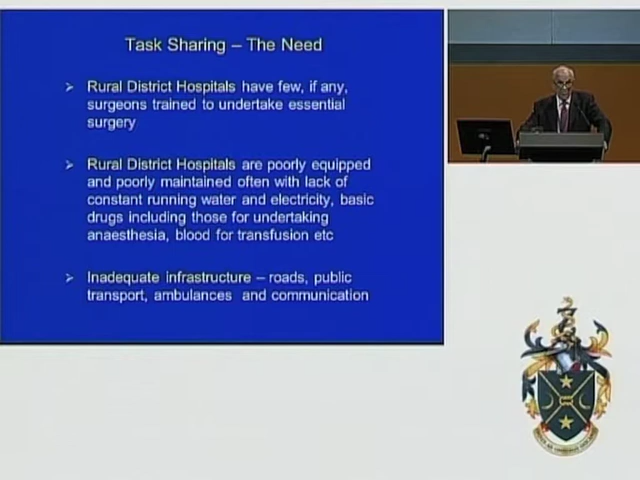 Task Sharing – The Need
➢ Rural District Hospitals have few, if any,
surgeons trained to undertake essential
surgery
➢ Rural District Hospitals are poorly equipped
and poorly maintained often with lack of
constant running water and electricity, basic
drugs including those for undertaking
anaesthesia, blood for transfusion etc
➢ Inadequate infrastructure – roads, public
transport, ambulances and communication